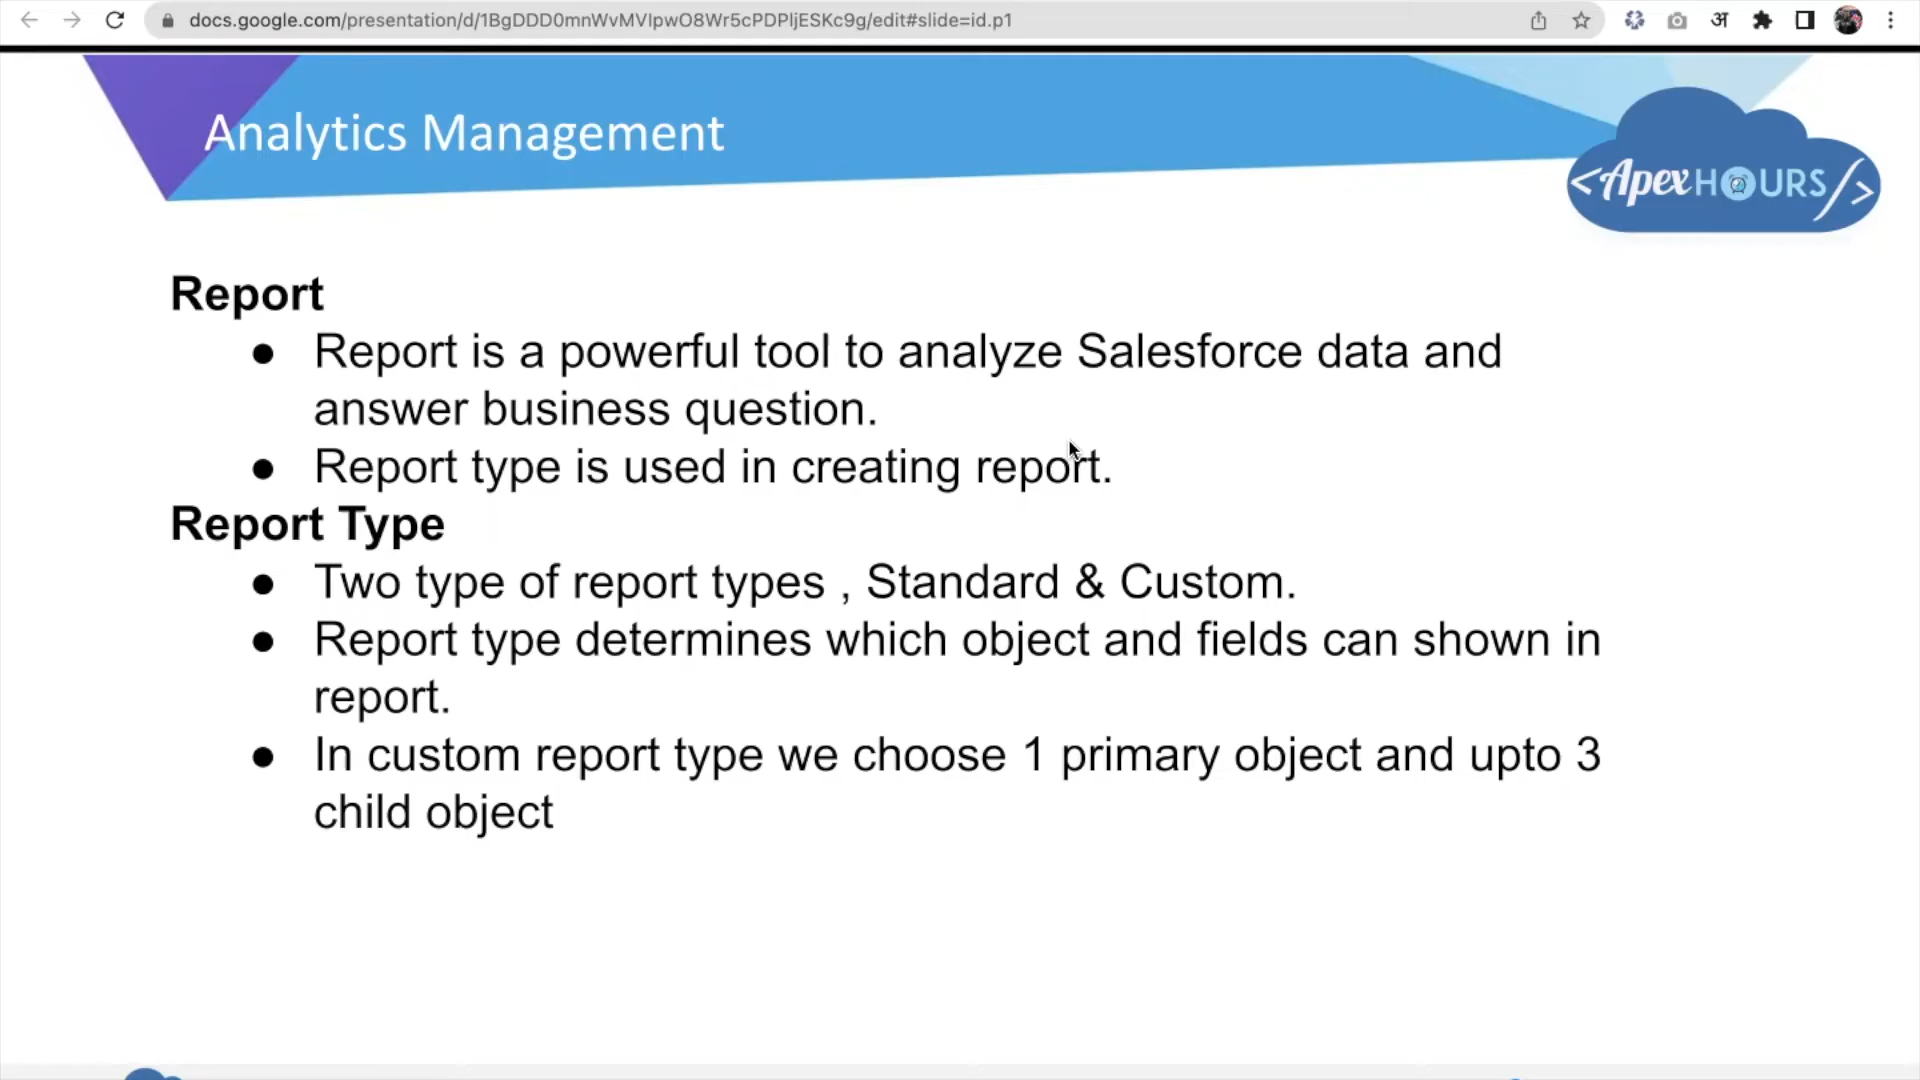 docs.google.com/presentation/d/1BgDDD0mnWvMVlpwO8Wr5cPDPljESKc9g/edit#slide=id.p1
अ
Analytics Management
<ApexHOURS/>
Report
● Report is a powerful tool to analyze Salesforce data and
answer business question.
● Report type is used in creating report.
Report Type
● Two type of report types , Standard & Custom.
● Report type determines which object and fields can shown in
report.
● In custom report type we choose 1 primary object and upto 3
child object